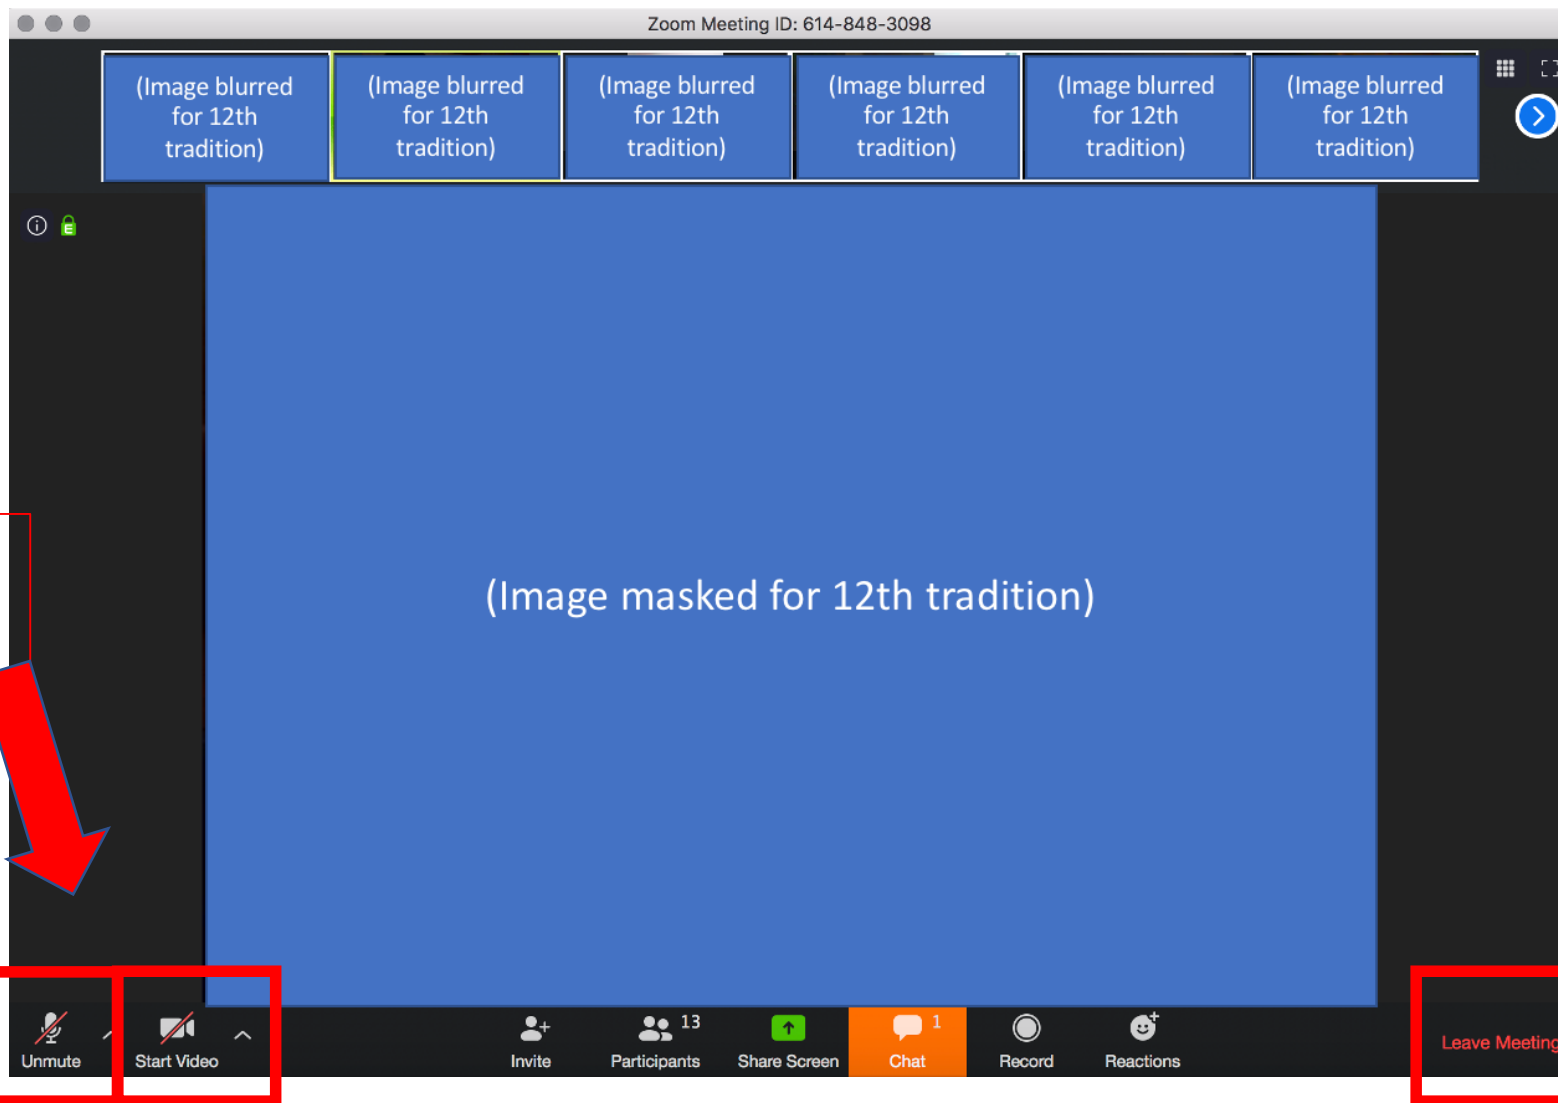 Zoom Meeting ID: 614-848-3098
(Image blurred
for 12th
tradition)
(Image blurred
for 12th
tradition)
(Image blurred
for 12th
tradition)
(Image blurred
for 12th
tradition)
(Image blurred
for 12th
tradition)
(Image blurred
for 12th
tradition)
E
(Image masked for 12th tradition)
Unmute
Start Video
Invite
13
Participants
Share Screen
1
Chat
Record
Reactions
Leave Meeting